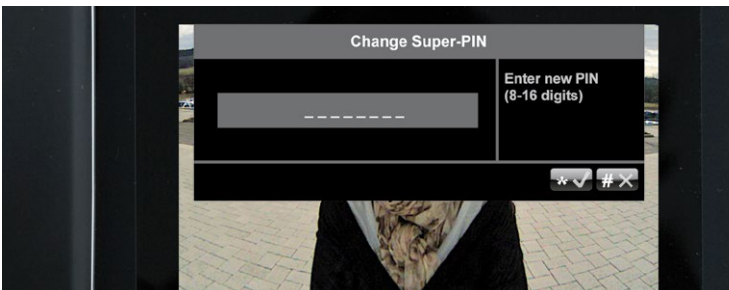 Change Super-PIN
Enter new PIN
(8-16 digits)
_ _ _ _ _ _ _ _
* ✓ # ✕